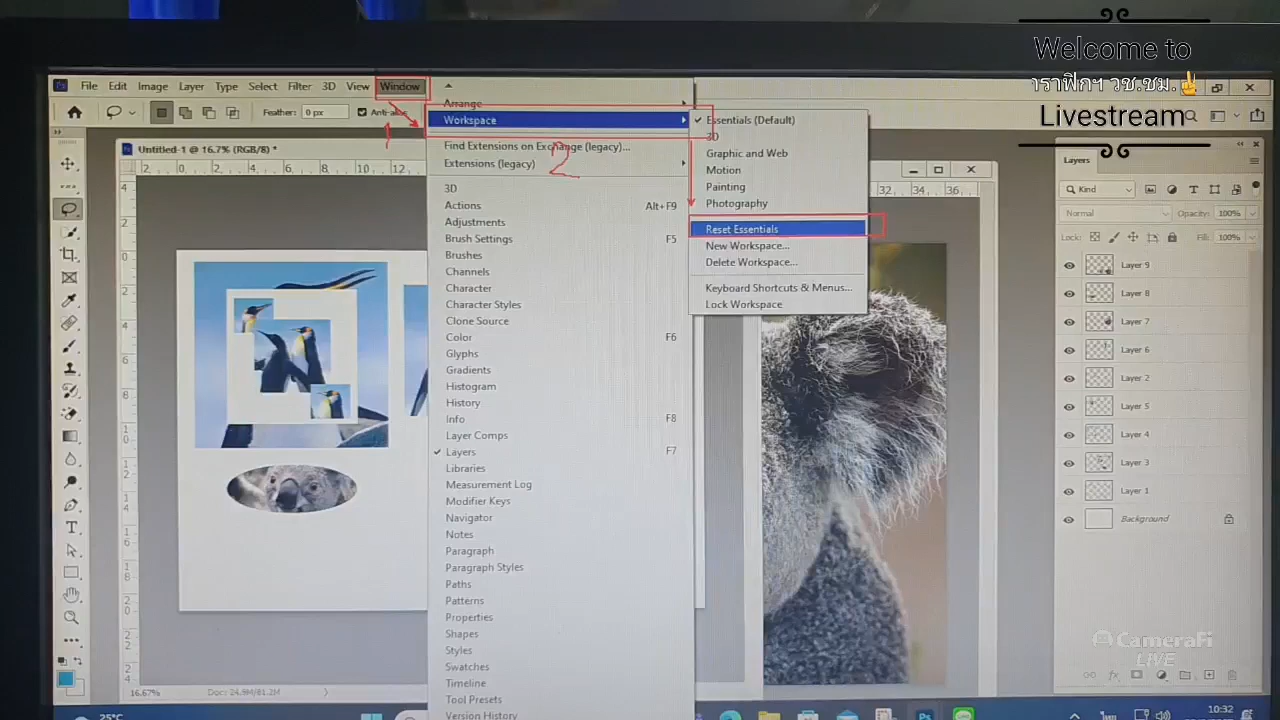 Welcome to
าราฟิกฯ วช.ชม.✌
Livestream
File Edit Image Layer Type Select Filter 3D View Window
Feather: 0 px Anti-alias
Untitled-1 @ 16.7% (RGB/8) *
Arrange
Workspace
Find Extensions on Exchange (legacy)...
Extensions (legacy)
3D
Actions Alt+F9
Adjustments
Brush Settings F5
Brushes
Channels
Character
Character Styles
Clone Source
Color F6
Glyphs
Gradients
Histogram
History
Info F8
Layer Comps
Layers F7
Libraries
Measurement Log
Modifier Keys
Navigator
Notes
Paragraph
Paragraph Styles
Paths
Patterns
Properties
Shapes
Styles
Swatches
Timeline
Tool Presets
Version History
Essentials (Default)
3D
Graphic and Web
Motion
Painting
Photography
Reset Essentials
New Workspace...
Delete Workspace...
Keyboard Shortcuts & Menus...
Lock Workspace
1
2
32 34 36
Layers
Kind
Normal Opacity: 100%
Lock: Fill: 100%
Layer 9
Layer 8
Layer 7
Layer 6
Layer 2
Layer 5
Layer 4
Layer 3
Layer 1
Background
CameraFi
LIVE
16.67% Doc: 24.9M/81.2M
25°C
10:32